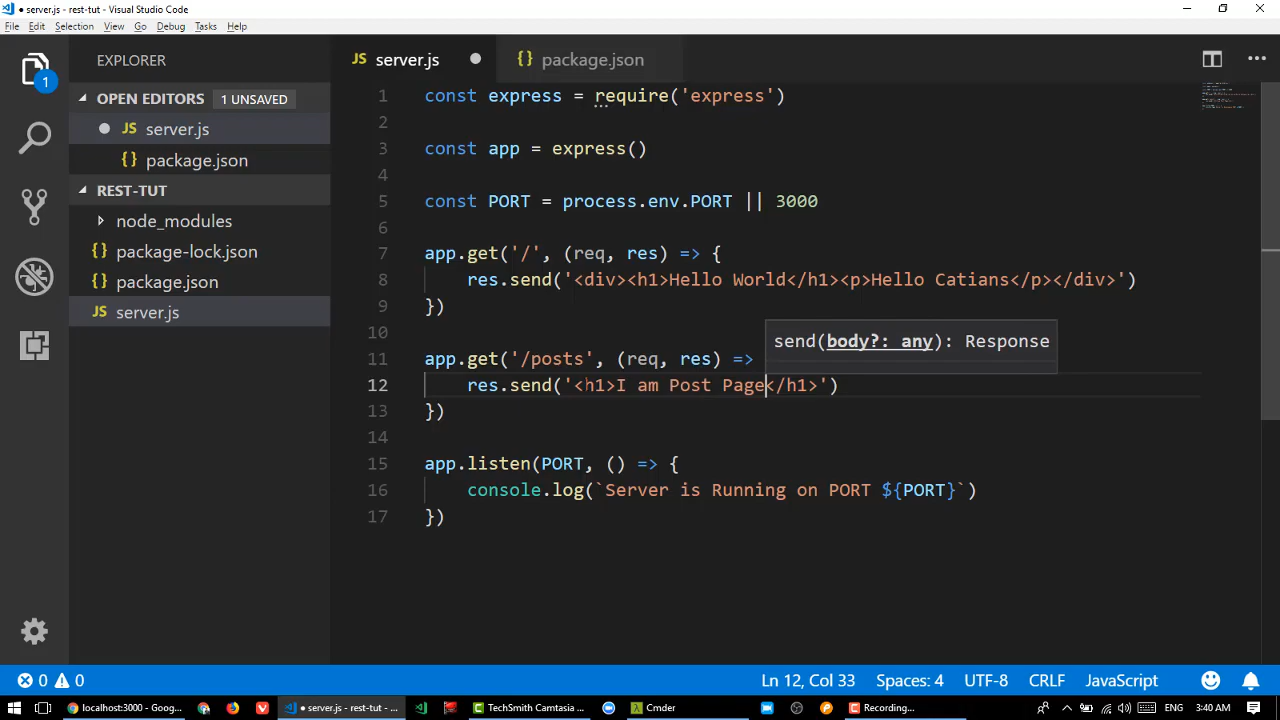 ● server.js - rest-tut - Visual Studio Code
File Edit Selection View Go Debug Tasks Help
EXPLORER
JS server.js
{} package.json
1
OPEN EDITORS 1 UNSAVED
JS server.js
{} package.json
REST-TUT
node_modules
{} package-lock.json
{} package.json
JS server.js
1 const express = require('express')
2
3 const app = express()
4
5 const PORT = process.env.PORT || 3000
6
7 app.get('/', (req, res) => {
8 res.send('<div><h1>Hello World</h1><p>Hello Catians</p></div>')
9 })
10
send(body?: any): Response
11 app.get('/posts', (req, res) =>
12 res.send('<h1>I am Post Page</h1>')
13 })
14
15 app.listen(PORT, () => {
16 console.log(`Server is Running on PORT ${PORT}`)
17 })
0 0
Ln 12, Col 33 Spaces: 4 UTF-8 CRLF JavaScript
localhost:3000 - Goog...
● server.js - rest-tut - ...
TechSmith Camtasia ...
Cmder
Recording...
ENG 3:40 AM